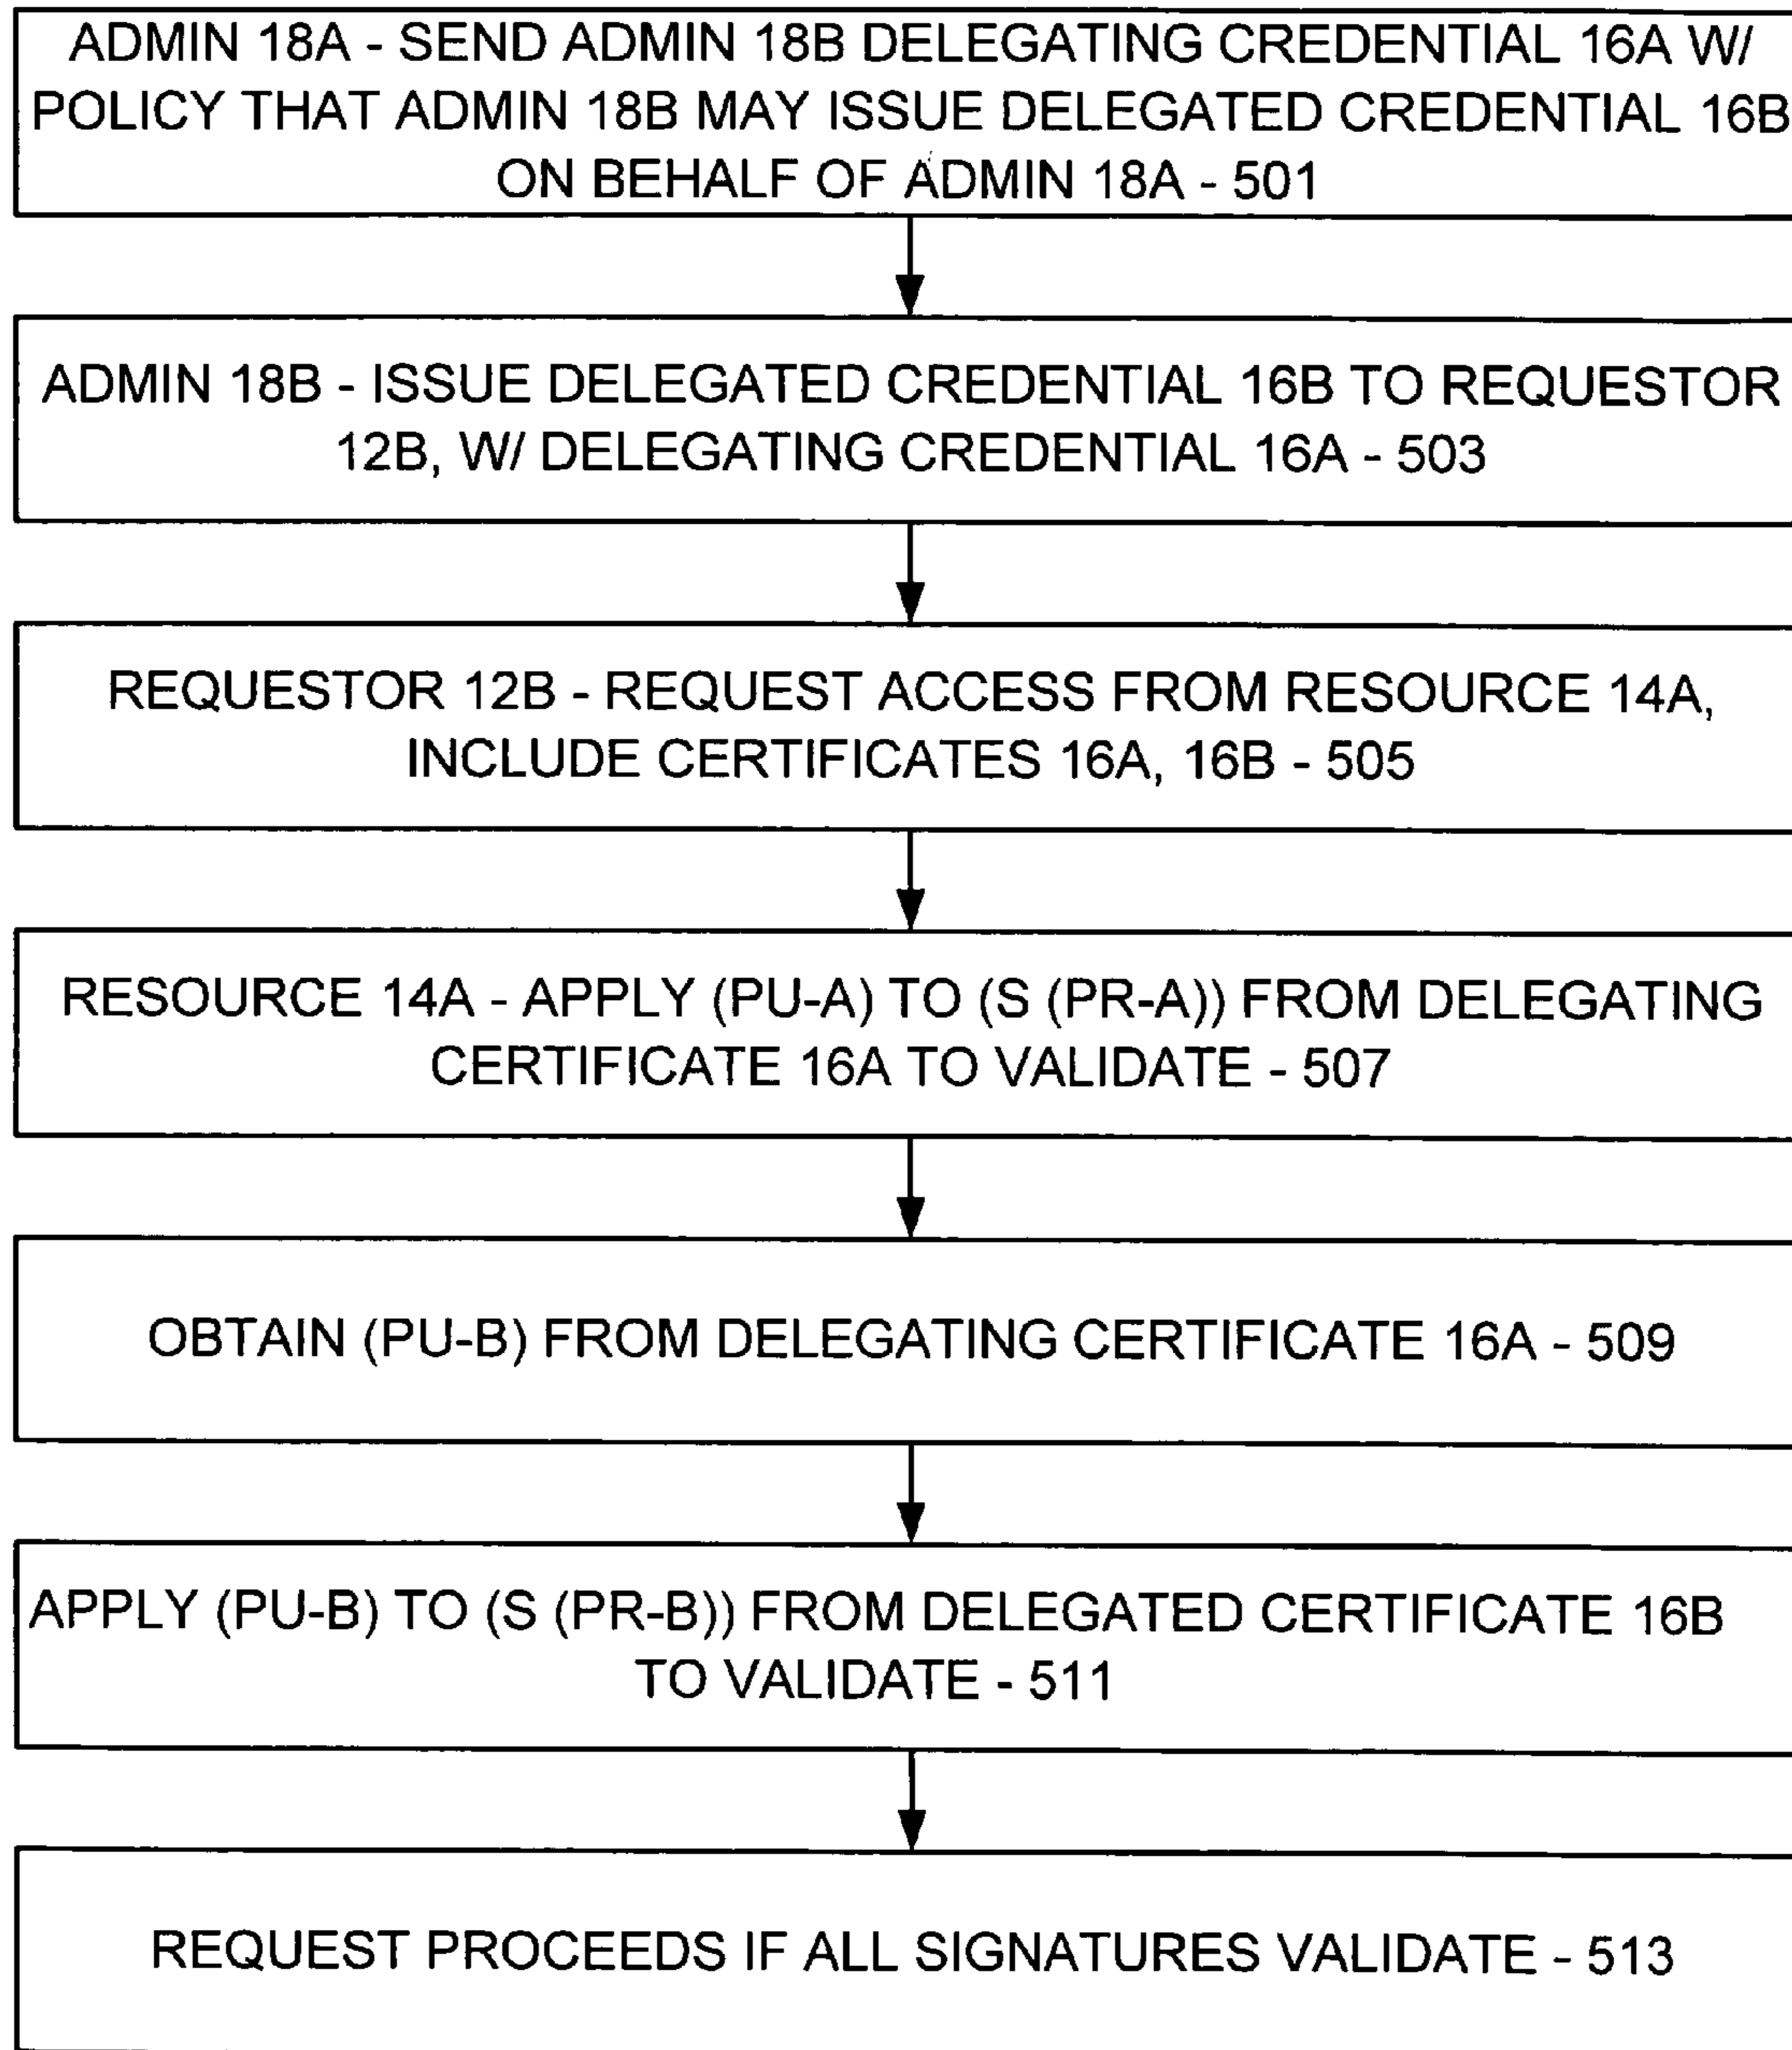 ADMIN 18A - SEND ADMIN 18B DELEGATING CREDENTIAL 16A W/
POLICY THAT ADMIN 18B MAY ISSUE DELEGATED CREDENTIAL 16B
ON BEHALF OF ADMIN 18A - 501
ADMIN 18B - ISSUE DELEGATED CREDENTIAL 16B TO REQUESTOR
12B, W/ DELEGATING CREDENTIAL 16A - 503
REQUESTOR 12B - REQUEST ACCESS FROM RESOURCE 14A,
INCLUDE CERTIFICATES 16A, 16B - 505
RESOURCE 14A - APPLY (PU-A) TO (S (PR-A)) FROM DELEGATING
CERTIFICATE 16A TO VALIDATE - 507
OBTAIN (PU-B) FROM DELEGATING CERTIFICATE 16A - 509
APPLY (PU-B) TO (S (PR-B)) FROM DELEGATED CERTIFICATE 16B
TO VALIDATE - 511
REQUEST PROCEEDS IF ALL SIGNATURES VALIDATE - 513